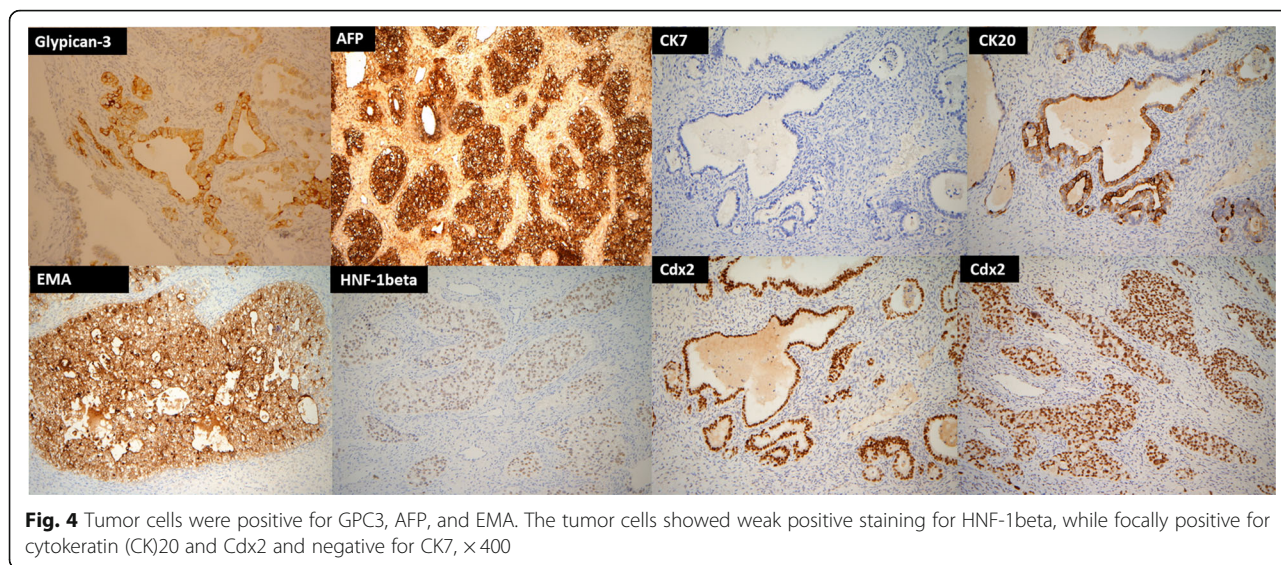 Glypican-3
AFP
CK7
CK20
EMA
HNF-1beta
Cdx2
Cdx2
Fig. 4 Tumor cells were positive for GPC3, AFP, and EMA. The tumor cells showed weak positive staining for HNF-1beta, while focally positive for
cytokeratin (CK)20 and Cdx2 and negative for CK7, × 400